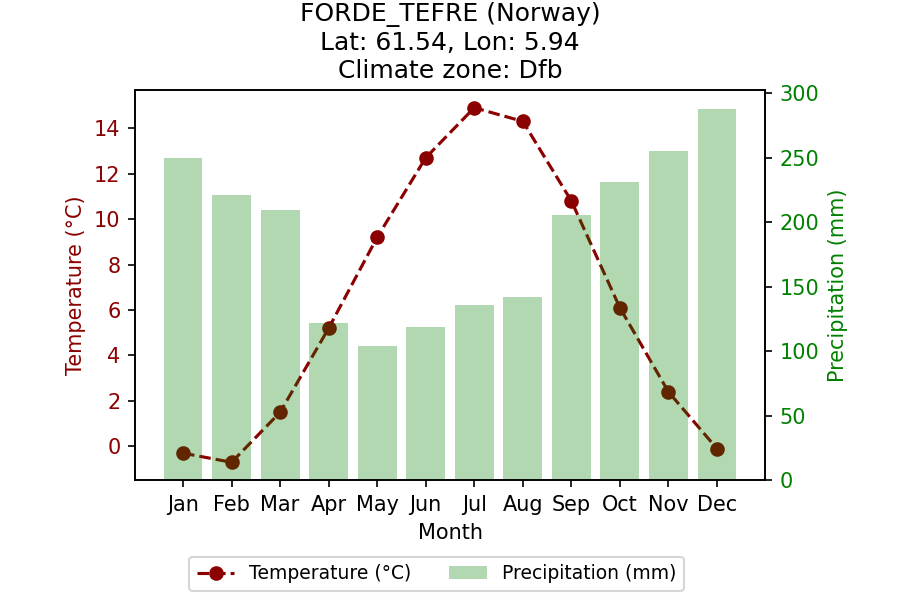 FORDE_TEFRE (Norway)
Lat: 61.54, Lon: 5.94
Climate zone: Dfb
Temperature (°C)
14
12
10
8
6
4
2
0
300
250
200
150
100
50
0
Precipitation (mm)
Jan Feb Mar Apr May Jun Jul Aug Sep Oct Nov Dec
Month
Temperature (°C) Precipitation (mm)